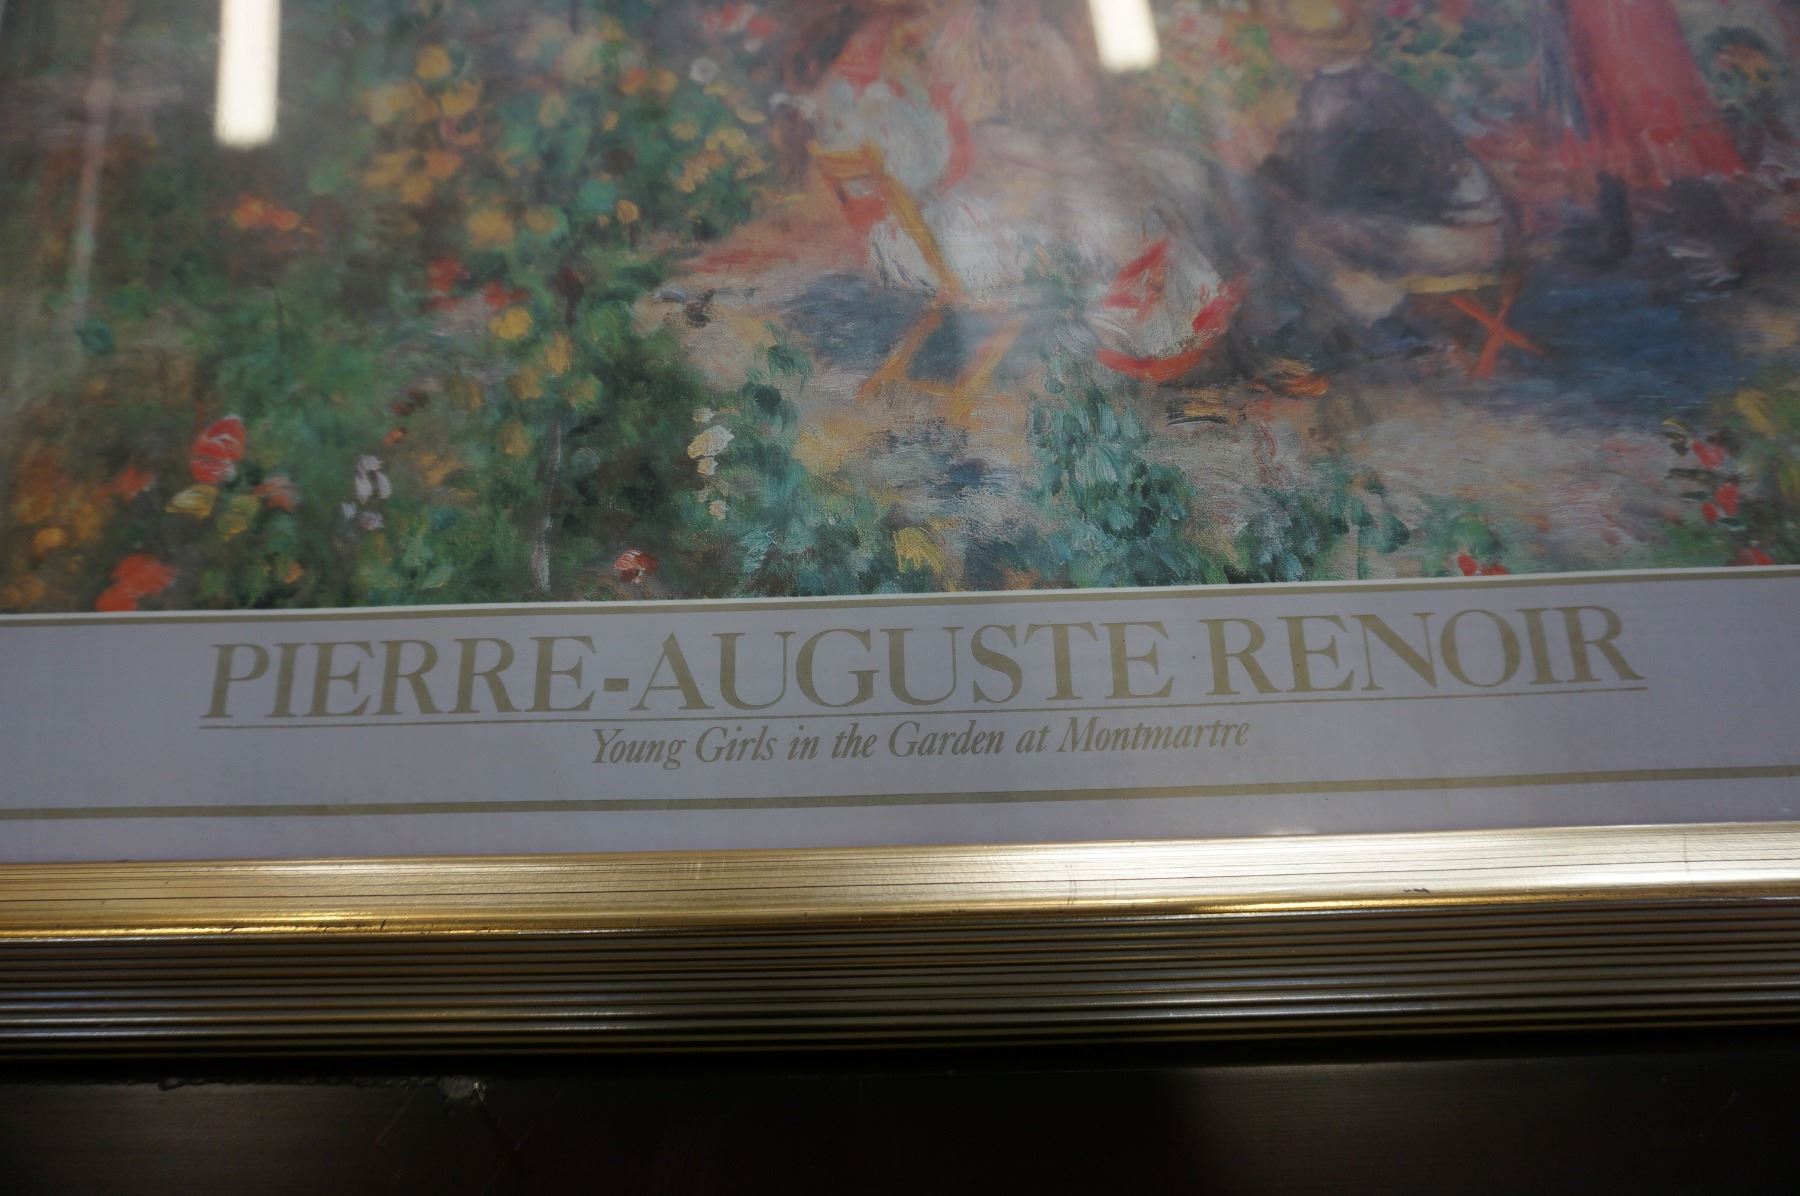 PIERRE-AUGUSTE RENOIR
Young Girls in the Garden at Montmartre